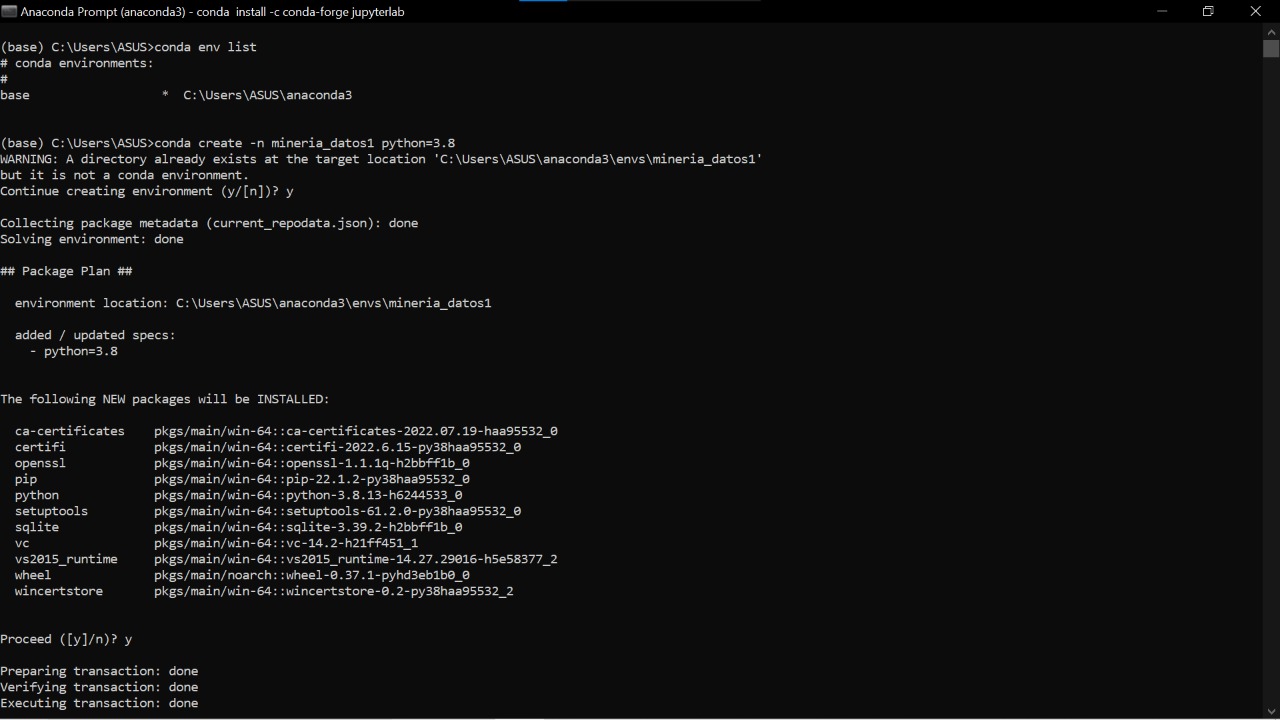 Anaconda Prompt (anaconda3) - conda  install -c conda-forge jupyterlab
(base) C:\Users\ASUS>conda env list
# conda environments:
#
base                  *  C:\Users\ASUS\anaconda3
(base) C:\Users\ASUS>conda create -n mineria_datos1 python=3.8
WARNING: A directory already exists at the target location 'C:\Users\ASUS\anaconda3\envs\mineria_datos1'
but it is not a conda environment.
Continue creating environment (y/[n])? y
Collecting package metadata (current_repodata.json): done
Solving environment: done
## Package Plan ##
  environment location: C:\Users\ASUS\anaconda3\envs\mineria_datos1
  added / updated specs:
    - python=3.8
The following NEW packages will be INSTALLED:
  ca-certificates    pkgs/main/win-64::ca-certificates-2022.07.19-haa95532_0
  certifi            pkgs/main/win-64::certifi-2022.6.15-py38haa95532_0
  openssl            pkgs/main/win-64::openssl-1.1.1q-h2bbff1b_0
  pip                pkgs/main/win-64::pip-22.1.2-py38haa95532_0
  python             pkgs/main/win-64::python-3.8.13-h6244533_0
  setuptools         pkgs/main/win-64::setuptools-61.2.0-py38haa95532_0
  sqlite             pkgs/main/win-64::sqlite-3.39.2-h2bbff1b_0
  vc                 pkgs/main/win-64::vc-14.2-h21ff451_1
  vs2015_runtime     pkgs/main/win-64::vs2015_runtime-14.27.29016-h5e58377_2
  wheel              pkgs/main/noarch::wheel-0.37.1-pyhd3eb1b0_0
  wincertstore       pkgs/main/win-64::wincertstore-0.2-py38haa95532_2
Proceed ([y]/n)? y
Preparing transaction: done
Verifying transaction: done
Executing transaction: done